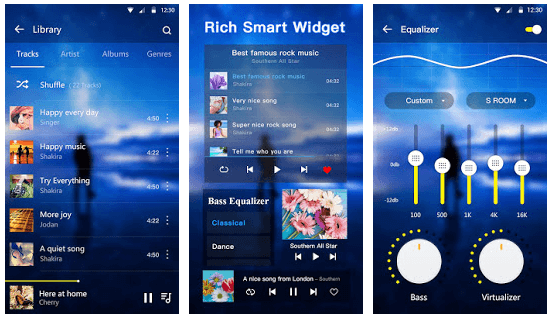 12:30
Library
Tracks
Artist
Albums
Genres
Shuffle ( 22 Tracks)
Happy every day
Singer
4:50
Happy music
Shakira
4:22
Try Everything
Shakira
4:50
More joy
Jodan
4:22
A quiet song
Shakira
4:50
Here at home
Cherry
Rich Smart Widget
Best famous rock music
Southern All Star
Best famous rock music
Shakira
04:32
Very nice song
Shakira
04:32
Super nice rock song
Shakira
04:32
Tell me who you are
Bass Equalizer
Classical
Dance
Southern All Star
A nice song from London – Southern
12:30
Equalizer
Custom
S ROOM
12db
0db
-12db
100
500
1K
4K
16K
Bass
Virtualizer